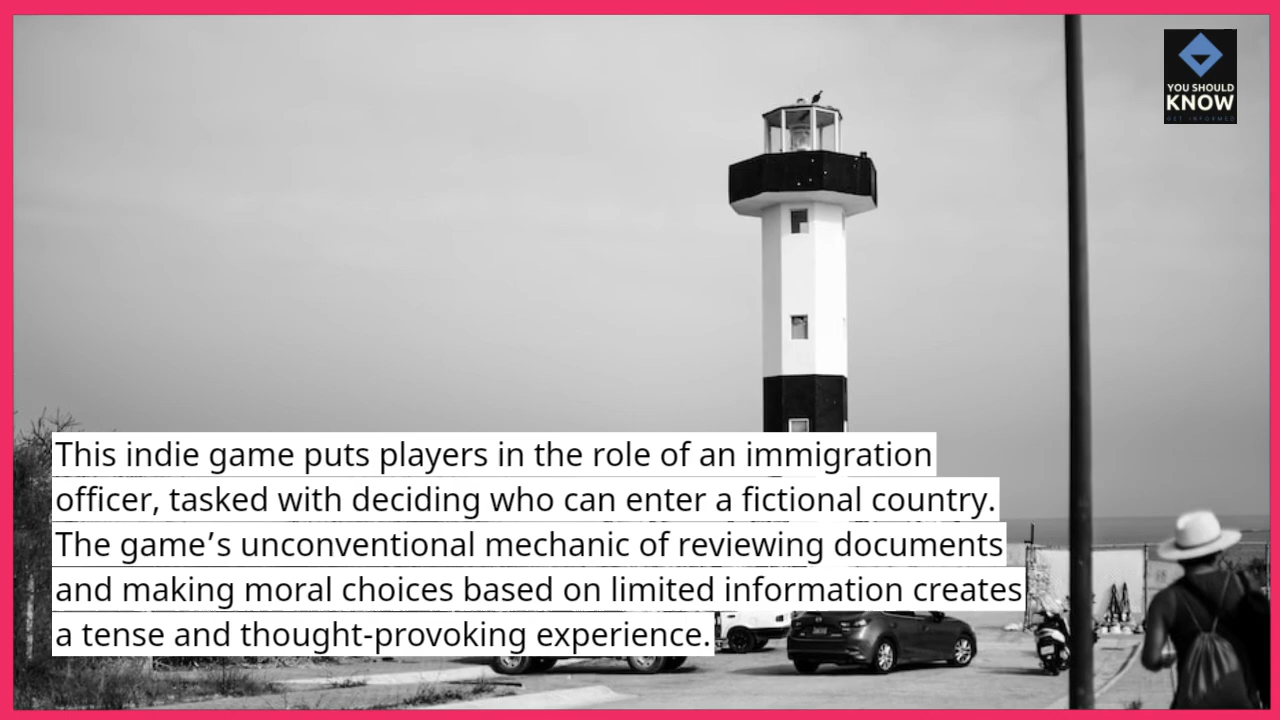 YOU SHOULD
KNOW
GET INFORMED
This indie game puts players in the role of an immigration
officer, tasked with deciding who can enter a fictional country.
The game’s unconventional mechanic of reviewing documents
and making moral choices based on limited information creates
a tense and thought-provoking experience.